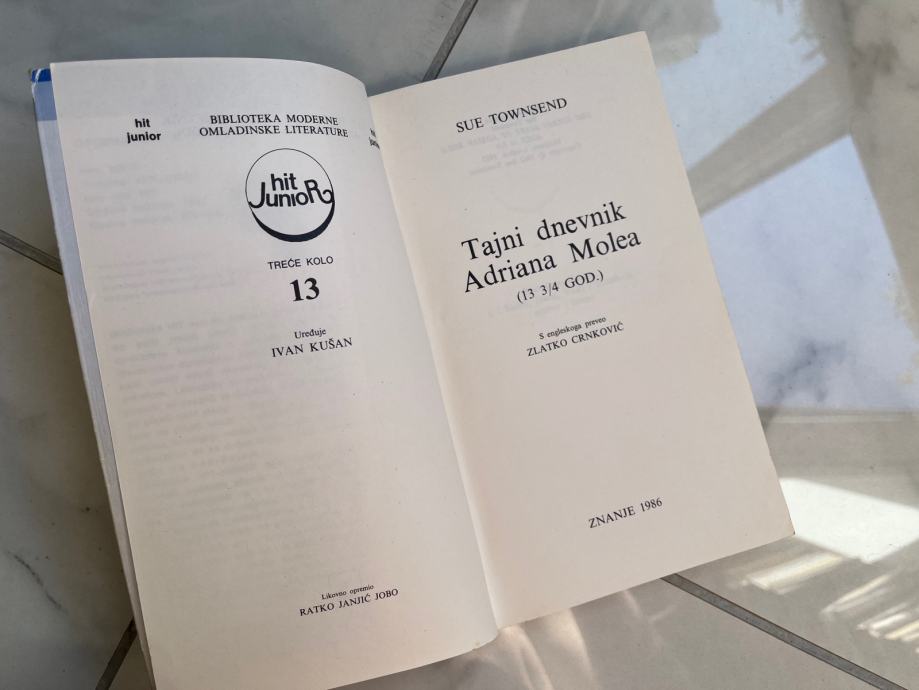 hit
junior
BIBLIOTEKA MODERNE
OMLADINSKE LITERATURE
hit
JUNIOR
TREĆE KOLO
13
Uređuje
IVAN KUŠAN
Likovno opremio
RATKO JANJIĆ JOBO
SUE TOWNSEND
Tajni dnevnik
Adriana Molea
(13 3/4 GOD.)
S engleskoga preveo
ZLATKO CRNKOVIĆ
ZNANJE 1986